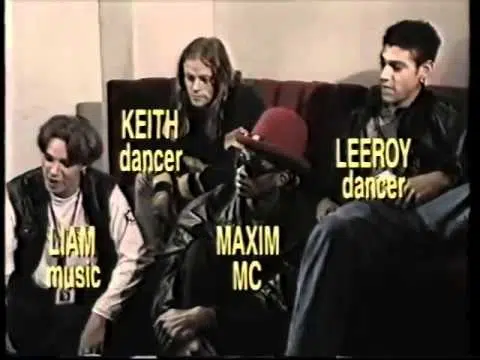 KEITH
dancer
LEEROY
dancer
LIAM
music
MAXIM
MC